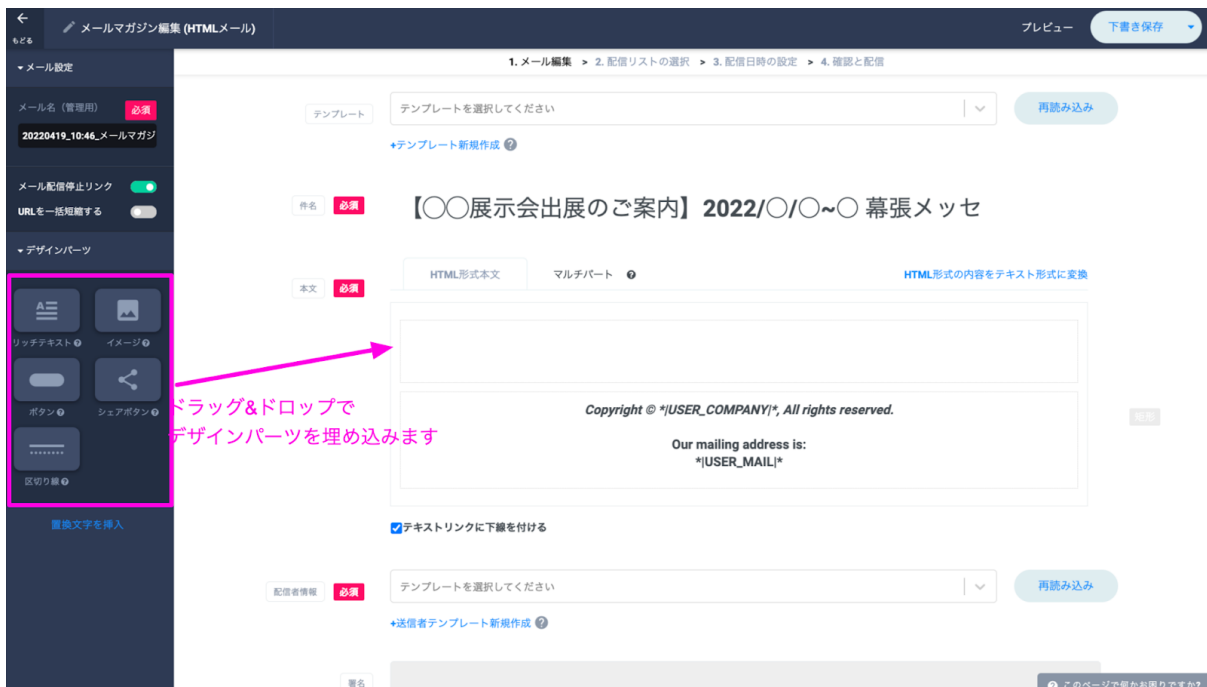 もどる
メールマガジン編集 (HTMLメール)
プレビュー
下書き保存
メール設定
1. メール編集 > 2. 配信リストの選択 > 3. 配信日時の設定 > 4. 確認と配信
メール名（管理用） 必須
20220419_10:46_メールマガジ
メール配信停止リンク
URLを一括短縮する
デザインパーツ
リッチテキスト
イメージ
ボタン
シェアボタン
区切り線
置換文字を挿入
テンプレート
テンプレートを選択してください
再読み込み
+テンプレート新規作成
件名 必須
【〇〇展示会出展のご案内】2022/〇/〇~〇 幕張メッセ
本文 必須
HTML形式本文
マルチパート
HTML形式の内容をテキスト形式に変換
ドラッグ&ドロップで
デザインパーツを埋め込みます
Copyright © *|USER_COMPANY|*, All rights reserved.
Our mailing address is:
*|USER_MAIL|*
矩形
テキストリンクに下線を付ける
配信者情報 必須
テンプレートを選択してください
再読み込み
+送信者テンプレート新規作成
署名
このページで何かお困りですか?